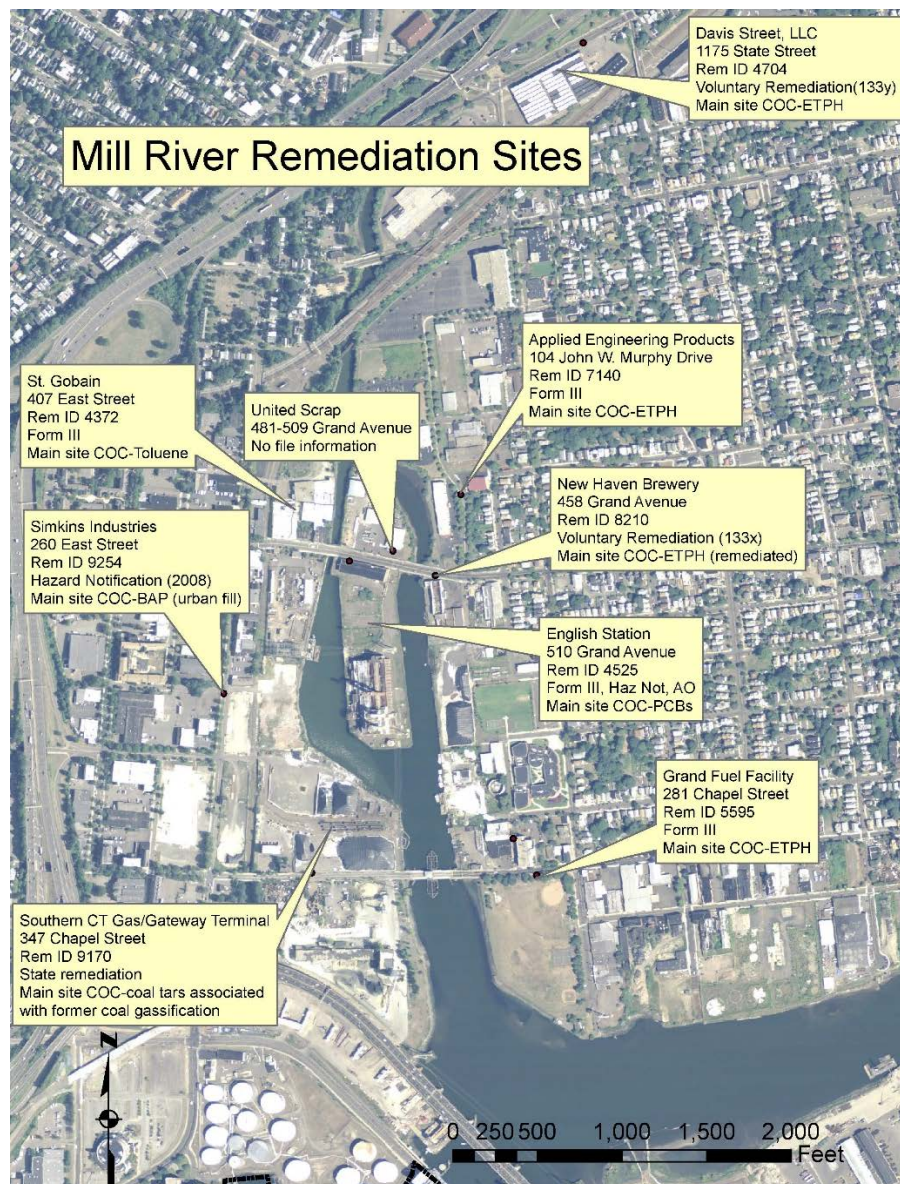 Davis Street, LLC
1175 State Street
Rem ID 4704
Voluntary Remediation(133y)
Main site COC-ETPH
Mill River Remediation Sites
Applied Engineering Products
104 John W. Murphy Drive
Rem ID 7140
Form III
Main site COC-ETPH
St. Gobain
407 East Street
Rem ID 4372
Form III
Main site COC-Toluene
United Scrap
481-509 Grand Avenue
No file information
New Haven Brewery
458 Grand Avenue
Rem ID 8210
Voluntary Remediation (133x)
Main site COC-ETPH (remediated)
Simkins Industries
260 East Street
Rem ID 9254
Hazard Notification (2008)
Main site COC-BAP (urban fill)
English Station
510 Grand Avenue
Rem ID 4525
Form III, Haz Not, AO
Main site COC-PCBs
Grand Fuel Facility
281 Chapel Street
Rem ID 5595
Form III
Main site COC-ETPH
Southern CT Gas/Gateway Terminal
347 Chapel Street
Rem ID 9170
State remediation
Main site COC-coal tars associated
with former coal gassification
N
0 250 500 1,000 1,500 2,000
Feet